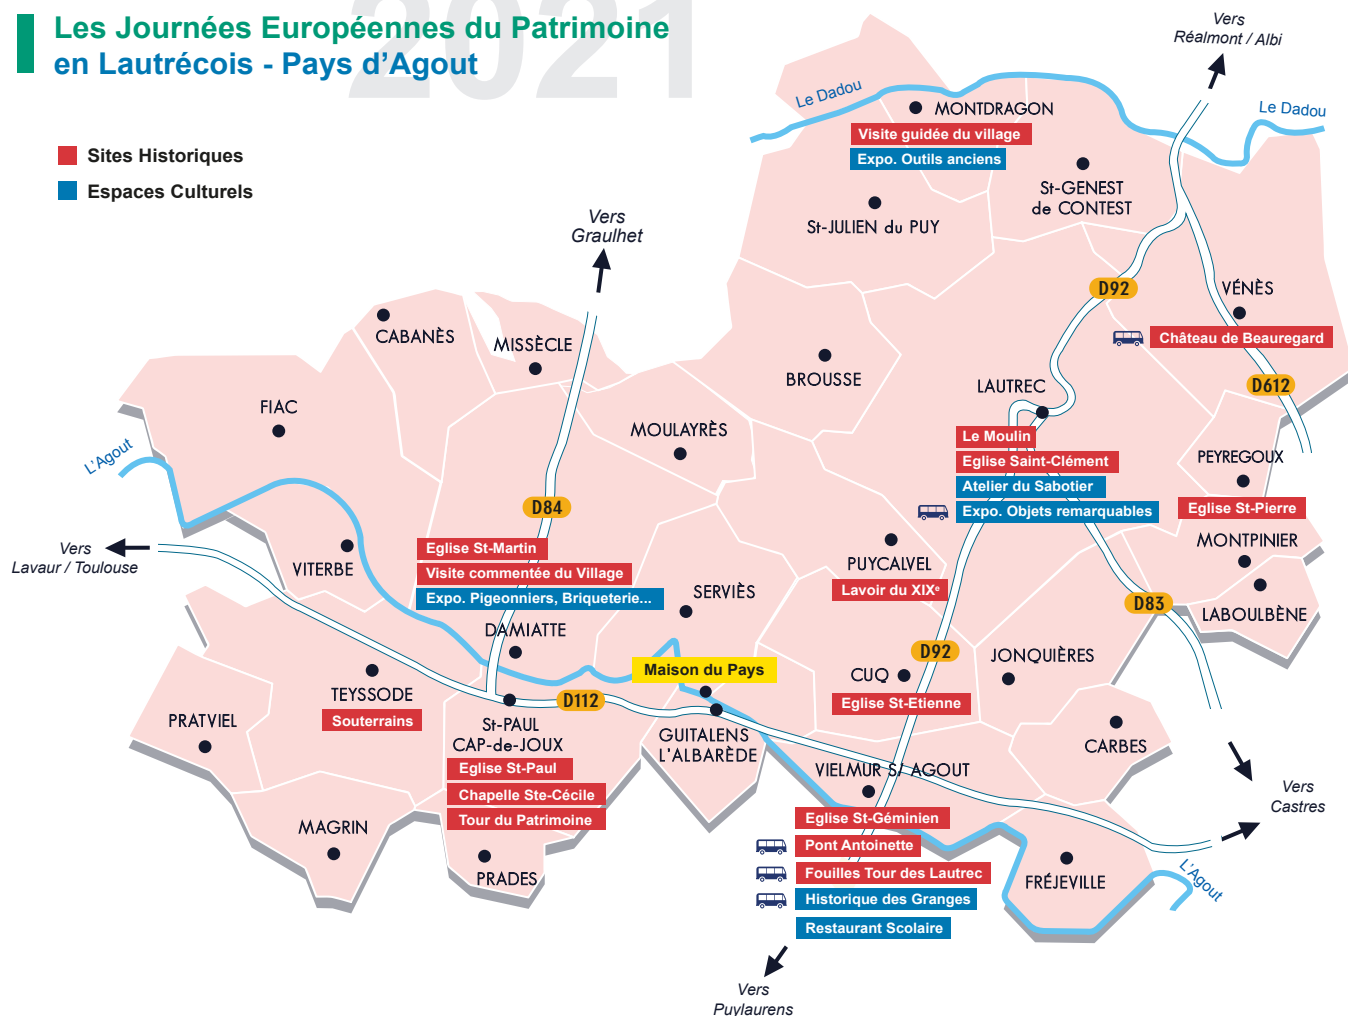 2021
Les Journées Européennes du Patrimoine
en Lautrécois - Pays d'Agout
Sites Historiques
Espaces Culturels
Vers
Réalmont / Albi
Le Dadou
Le Dadou
MONTDRAGON
Visite guidée du village
Expo. Outils anciens
St-GENEST
de CONTEST
St-JULIEN du PUY
Vers
Graulhet
D92
VÉNÈS
Château de Beauregard
D612
CABANÈS
MISSÈCLE
BROUSSE
LAUTREC
Le Moulin
Eglise Saint-Clément
Atelier du Sabotier
Expo. Objets remarquables
FIAC
MOULAYRÈS
PEYREGOUX
Eglise St-Pierre
L'Agout
D84
MONTPINIER
Vers
Lavaur / Toulouse
VITERBE
Eglise St-Martin
Visite commentée du Village
Expo. Pigeonniers, Briqueterie...
DAMIATTE
SERVIÈS
PUYCALVEL
Lavoir du XIXe
D83
LABOULBÈNE
D92
JONQUIÈRES
Maison du Pays
CUQ
Eglise St-Etienne
TEYSSODE
Souterrains
D112
PRATVIEL
St-PAUL
CAP-de-JOUX
Eglise St-Paul
Chapelle Ste-Cécile
Tour du Patrimoine
GUITALENS
L'ALBARÈDE
CARBES
VIELMUR S/ AGOUT
Eglise St-Géminien
Pont Antoinette
Fouilles Tour des Lautrec
Historique des Granges
Restaurant Scolaire
Vers
Castres
MAGRIN
PRADES
FRÉJEVILLE
L'Agout
Vers
Puylaurens